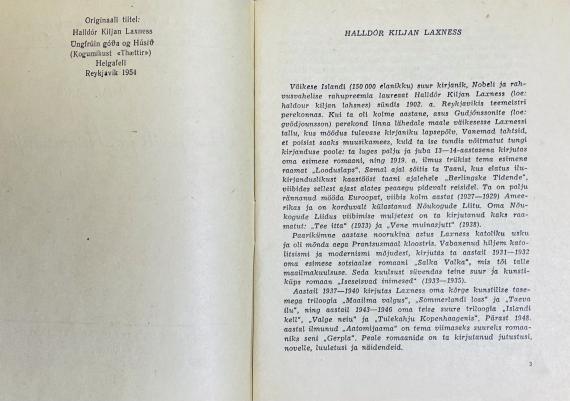 Originaali tiitel:
Halldór Kiljan Laxness
Ungfrúin góða og Húsið
(Kogumikust «Thættir»)
Helgafell
Reykjavik 1954
HALLDÓR KILJAN LAXNESS
Väikese Islandi (150 000 elanikku) suur kirjanik, Nobeli ja rah-
vusvahelise rahupreemia laureaat Halldór Kiljan Laxness (loe:
haldour kiljan lahsnes) sündis 1902. a. Reykjavikis teemeistri
perekonnas. Kui ta oli kolme aastane, asus Gudjónssonite (loe:
gvödjounsson) perekond linna lähedale maale väikesesse Laxnessi
tallu, kus möödus tulevase kirjaniku lapsepõlv. Vanemad tahtsid,
et poisist saaks muusikamees, kuid ta ise tundis võitmatut tungi
kirjanduse poole: ta luges palju ja juba 13—14-aastasena kirjutas
oma esimese romaani, ning 1919. a. ilmus trükist tema esimene
raamat „Looduslaps". Samal ajal sõitis ta Taani, kus elatus ilu-
kirjanduslikust kaastööst taani ajalehele „Berlingske Tidende",
viibides sellest ajast alates peaaegu pidevalt reisidel. Ta on palju
rännanud mööda Euroopat, viibis kolm aastat (1927—1929) Amee-
rikas ja on korduvalt külastanud Nõukogude Liitu. Oma Nõu-
kogude Liidus viibimise muljetest on ta kirjutanud kaks raa-
matut: „Tee itta" (1933) ja „Vene muinasjutt" (1938).
Paarikümne aastase noorukina astus Laxness katoliku usku
ja oli mõnda aega Prantsusmaal kloostris. Vabanenud hiljem kato-
litsismi ja modernismi mõjudest, kirjutas ta aastail 1931—1932
oma esimese sotsiaalse romaani „Salka Valka", mis tõi talle
maailmakuulsuse. Seda kuulsust süvendas teine suur ja kunsti-
küps romaan „Iseseisvad inimesed" (1933—1935).
Aastail 1937—1940 kirjutas Laxness oma kõrge kunstilise tase-
mega triloogia „Maailma valgus", „Sommerlandi loss" ja „Taeva
ilu", ning aastail 1943—1946 oma teise suure triloogia „Islandi
kell", „Valge neiu" ja „Tulekahju Kopenhaagenis". Pärast 1948.
aastal ilmunud „Aatomijaama" on tema viimaseks suureks romaa-
niks seni „Gerpla". Peale romaanide on ta kirjutanud jutustusi,
novelle, luuletusi ja näidendeid.
3